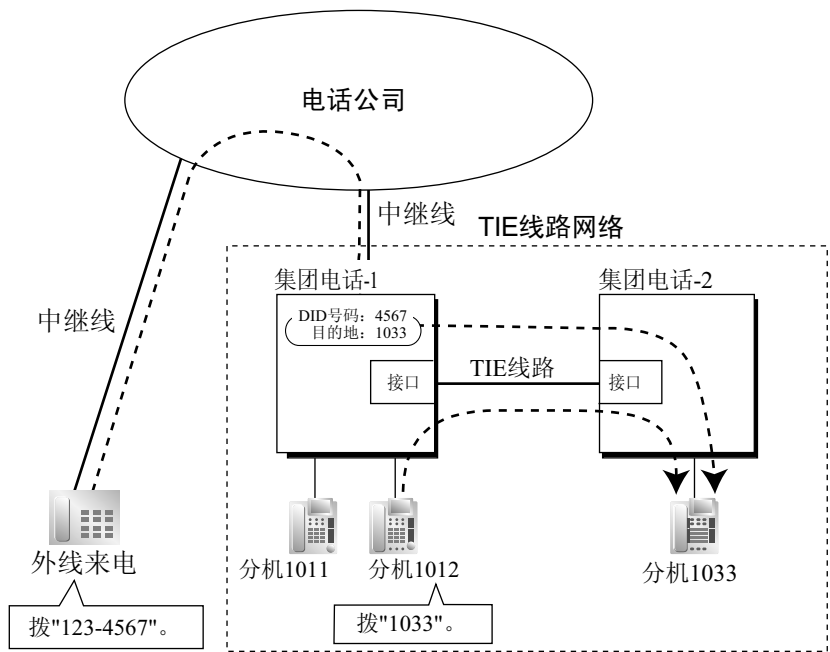 电话公司
中继线
TIE线路网络
集团电话-1
集团电话-2
DID号码：4567
目的地：1033
中继线
接口
TIE线路
接口
外线来电
分机1011
分机1012
分机1033
拨"123-4567"。
拨"1033"。